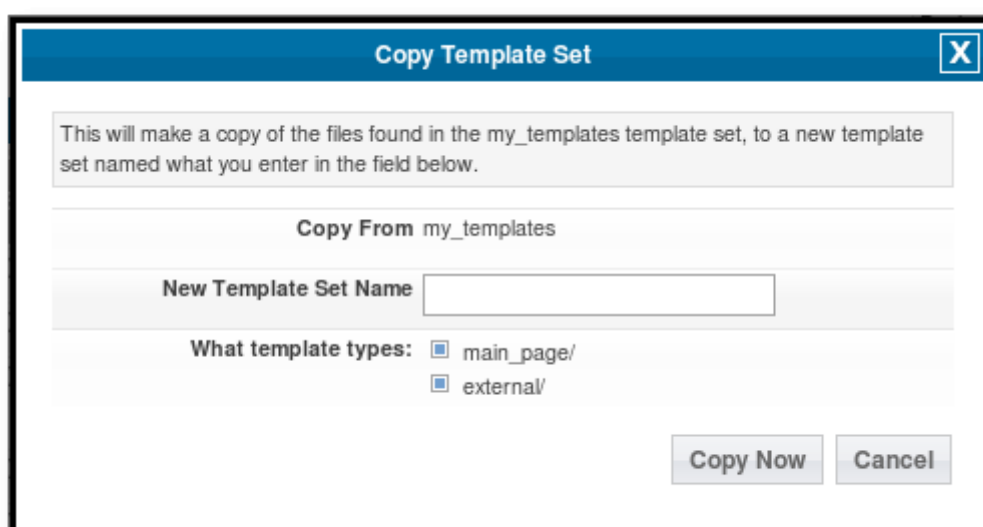 Copy Template Set
X
This will make a copy of the files found in the my_templates template set, to a new template
set named what you enter in the field below.
Copy From my_templates
New Template Set Name
What template types: main_page/
external/
Copy Now Cancel